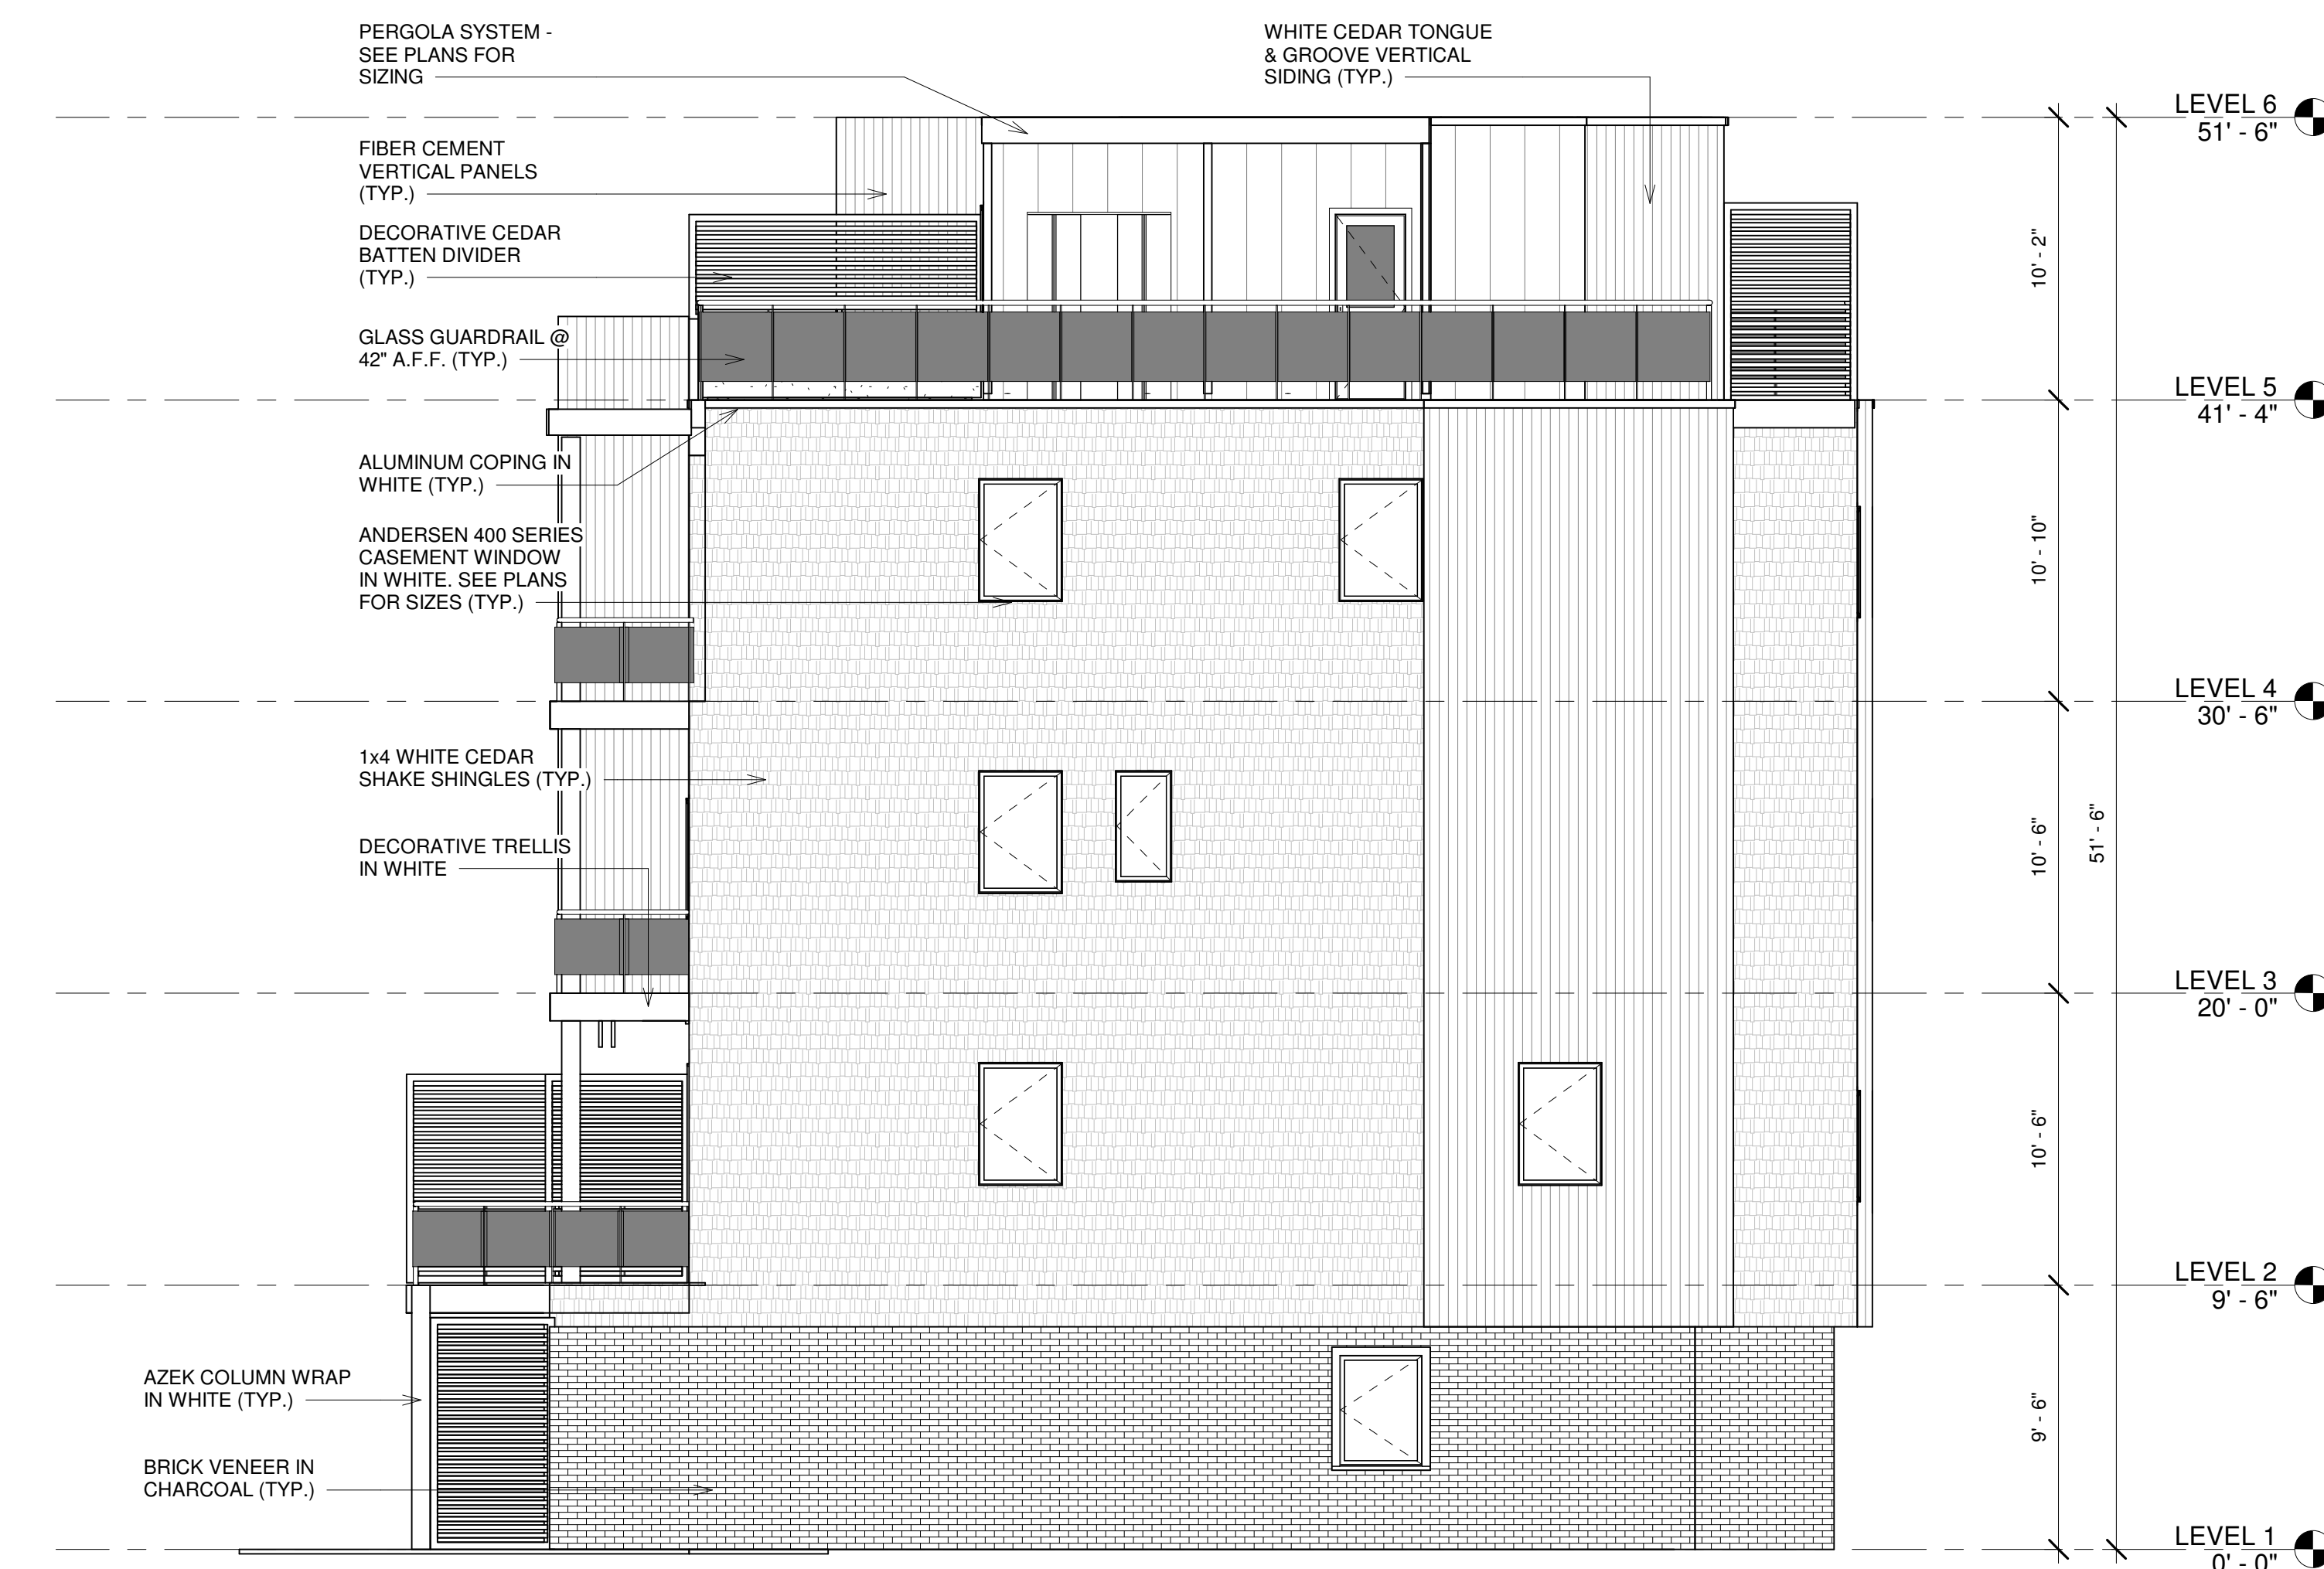 PERGOLA SYSTEM -
SEE PLANS FOR
SIZING
WHITE CEDAR TONGUE
& GROOVE VERTICAL
SIDING (TYP.)
FIBER CEMENT
VERTICAL PANELS
(TYP.)
DECORATIVE CEDAR
BATTEN DIVIDER
(TYP.)
GLASS GUARDRAIL @
42" A.F.F. (TYP.)
ALUMINUM COPING IN
WHITE (TYP.)
ANDERSEN 400 SERIES
CASEMENT WINDOW
IN WHITE. SEE PLANS
FOR SIZES (TYP.)
1x4 WHITE CEDAR
SHAKE SHINGLES (TYP.)
DECORATIVE TRELLIS
IN WHITE
AZEK COLUMN WRAP
IN WHITE (TYP.)
BRICK VENEER IN
CHARCOAL (TYP.)
10' - 2"
10' - 10"
10' - 6"
10' - 6"
9' - 6"
51' - 6"
LEVEL 6
51' - 6"
LEVEL 5
41' - 4"
LEVEL 4
30' - 6"
LEVEL 3
20' - 0"
LEVEL 2
9' - 6"
LEVEL 1
0' - 0"